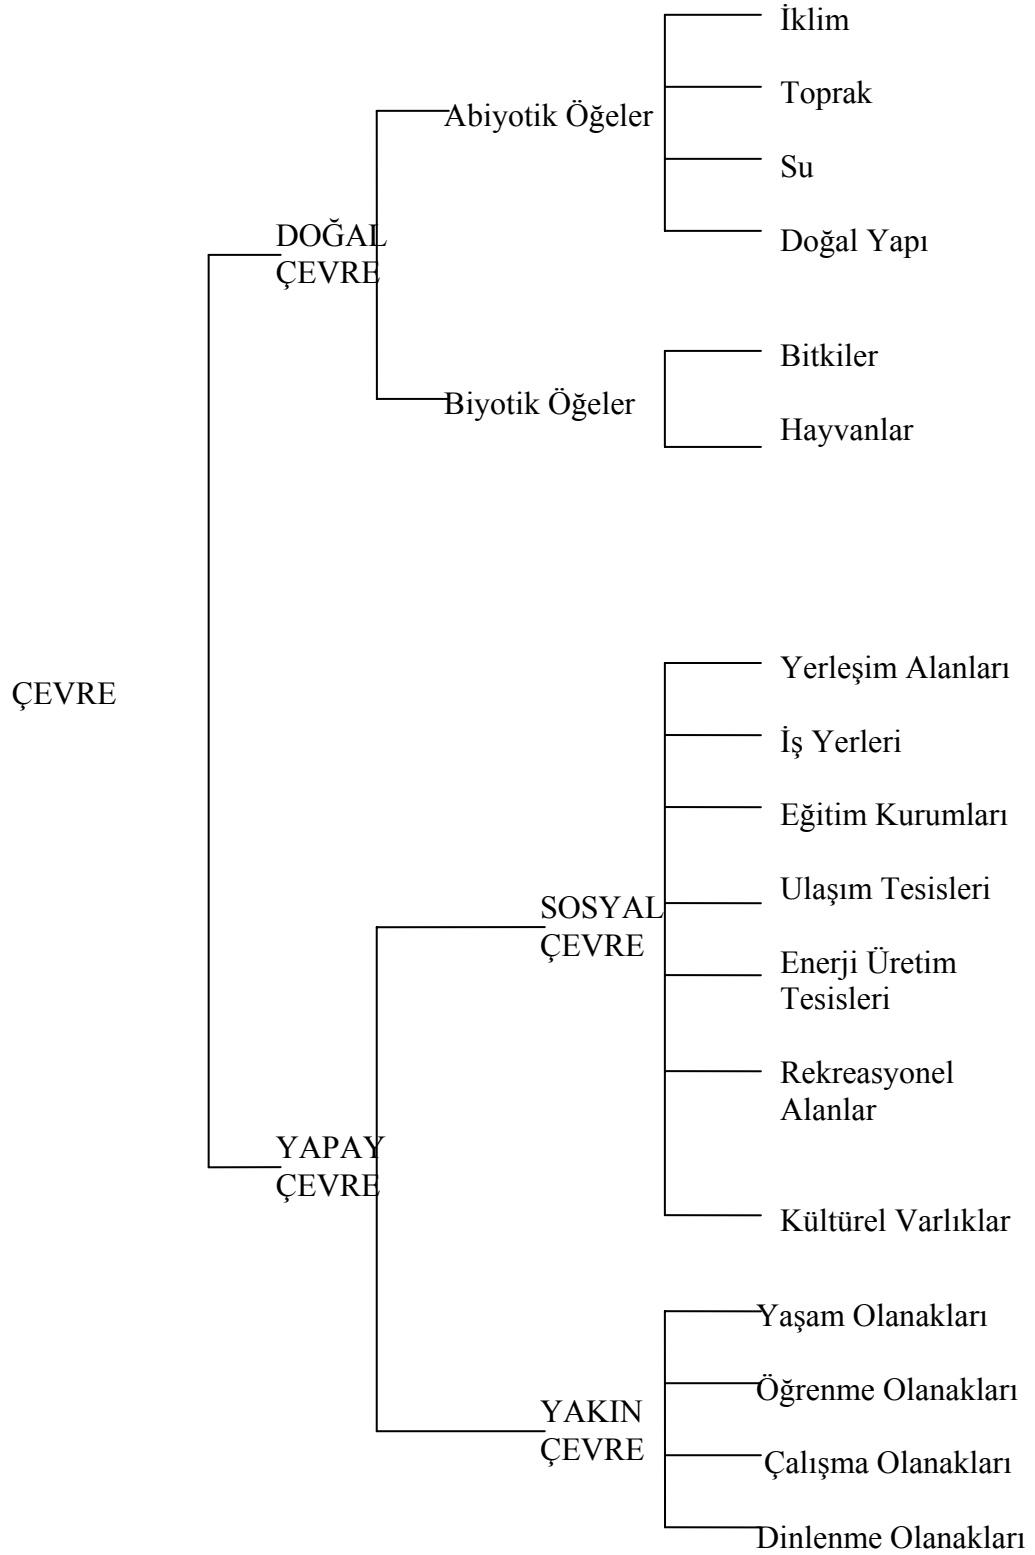 İklim
Toprak
Abiyotik Öğeler
Su
Doğal Yapı
DOĞAL
ÇEVRE
Bitkiler
Biyotik Öğeler
Hayvanlar
ÇEVRE
Yerleşim Alanları
İş Yerleri
Eğitim Kurumları
Ulaşım Tesisleri
SOSYAL
ÇEVRE
Enerji Üretim
Tesisleri
Rekreasyonel
Alanlar
YAPAY
ÇEVRE
Kültürel Varlıklar
Yaşam Olanakları
Öğrenme Olanakları
YAKIN
ÇEVRE
Çalışma Olanakları
Dinlenme Olanakları